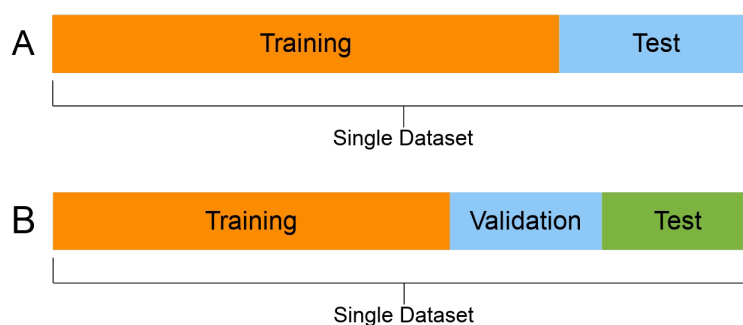 A Training Test
Single Dataset
B Training Validation Test
Single Dataset